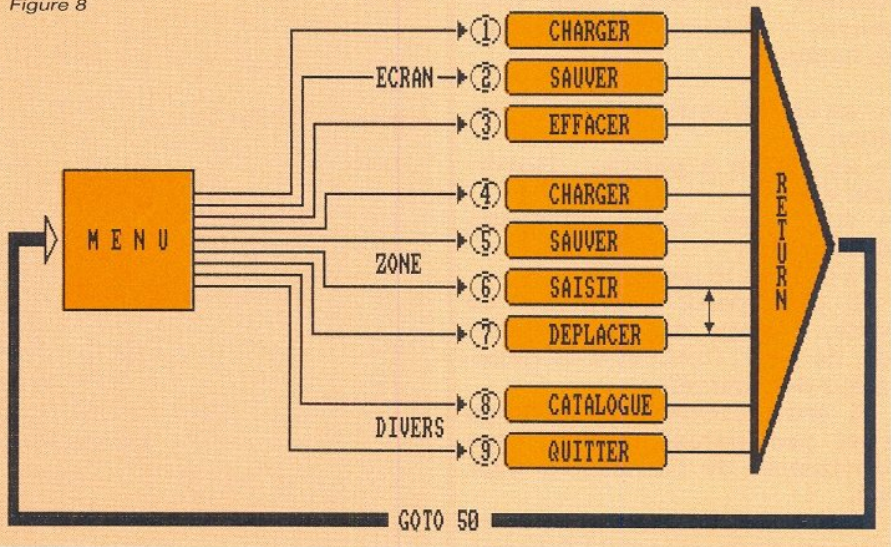 Figure 8
① CHARGER
ECRAN ② SAUVER
③ EFFACER
④ CHARGER
MENU
⑤ SAUVER
ZONE
⑥ SAISIR
⑦ DEPLACER
RETURN
⑧ CATALOGUE
DIVERS
⑨ QUITTER
GOTO 50